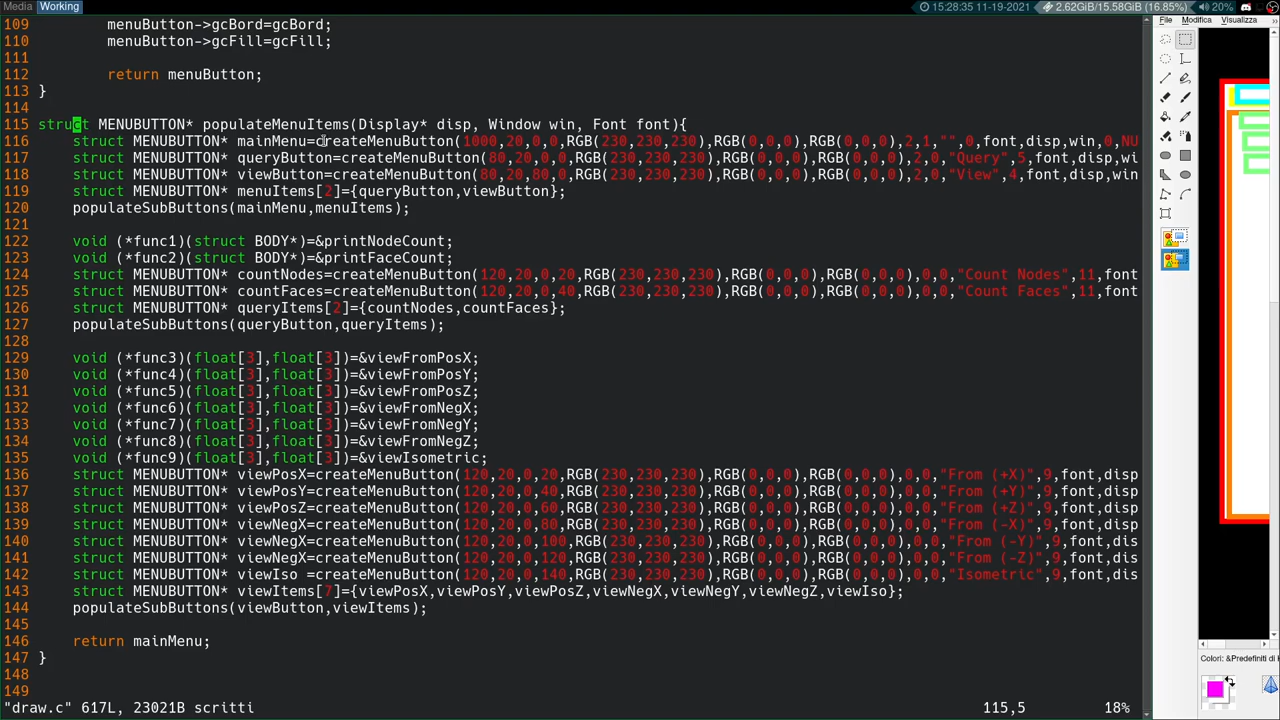 Media Working 15:28:35 11-19-2021 2.62GiB/15.58GiB (16.85%) 20%
File Modifica Visualizza
109 menuButton->gcBord=gcBord;
110 menuButton->gcFill=gcFill;
111
112 return menuButton;
113 }
114
115 struct MENUBUTTON* populateMenuItems(Display* disp, Window win, Font font){
116 struct MENUBUTTON* mainMenu=createMenuButton(1000,20,0,0,RGB(230,230,230),RGB(0,0,0),RGB(0,0,0),2,1,"",0,font,disp,win,0,NU
117 struct MENUBUTTON* queryButton=createMenuButton(80,20,0,0,RGB(230,230,230),RGB(0,0,0),RGB(0,0,0),2,0,"Query",5,font,disp,wi
118 struct MENUBUTTON* viewButton=createMenuButton(80,20,80,0,RGB(230,230,230),RGB(0,0,0),RGB(0,0,0),2,0,"View",4,font,disp,win
119 struct MENUBUTTON* menuItems[2]={queryButton,viewButton};
120 populateSubButtons(mainMenu,menuItems);
121
122 void (*func1)(struct BODY*)=&printNodeCount;
123 void (*func2)(struct BODY*)=&printFaceCount;
124 struct MENUBUTTON* countNodes=createMenuButton(120,20,0,20,RGB(230,230,230),RGB(0,0,0),RGB(0,0,0),0,0,"Count Nodes",11,font
125 struct MENUBUTTON* countFaces=createMenuButton(120,20,0,40,RGB(230,230,230),RGB(0,0,0),RGB(0,0,0),0,0,"Count Faces",11,font
126 struct MENUBUTTON* queryItems[2]={countNodes,countFaces};
127 populateSubButtons(queryButton,queryItems);
128
129 void (*func3)(float[3],float[3])=&viewFromPosX;
130 void (*func4)(float[3],float[3])=&viewFromPosY;
131 void (*func5)(float[3],float[3])=&viewFromPosZ;
132 void (*func6)(float[3],float[3])=&viewFromNegX;
133 void (*func7)(float[3],float[3])=&viewFromNegY;
134 void (*func8)(float[3],float[3])=&viewFromNegZ;
135 void (*func9)(float[3],float[3])=&viewIsometric;
136 struct MENUBUTTON* viewPosX=createMenuButton(120,20,0,20,RGB(230,230,230),RGB(0,0,0),RGB(0,0,0),0,0,"From (+X)",9,font,disp
137 struct MENUBUTTON* viewPosY=createMenuButton(120,20,0,40,RGB(230,230,230),RGB(0,0,0),RGB(0,0,0),0,0,"From (+Y)",9,font,disp
138 struct MENUBUTTON* viewPosZ=createMenuButton(120,20,0,60,RGB(230,230,230),RGB(0,0,0),RGB(0,0,0),0,0,"From (+Z)",9,font,disp
139 struct MENUBUTTON* viewNegX=createMenuButton(120,20,0,80,RGB(230,230,230),RGB(0,0,0),RGB(0,0,0),0,0,"From (-X)",9,font,disp
140 struct MENUBUTTON* viewNegX=createMenuButton(120,20,0,100,RGB(230,230,230),RGB(0,0,0),RGB(0,0,0),0,0,"From (-Y)",9,font,dis
141 struct MENUBUTTON* viewNegX=createMenuButton(120,20,0,120,RGB(230,230,230),RGB(0,0,0),RGB(0,0,0),0,0,"From (-Z)",9,font,dis
142 struct MENUBUTTON* viewIso =createMenuButton(120,20,0,140,RGB(230,230,230),RGB(0,0,0),RGB(0,0,0),0,0,"Isometric",9,font,dis
143 struct MENUBUTTON* viewItems[7]={viewPosX,viewPosY,viewPosZ,viewNegX,viewNegY,viewNegZ,viewIso};
144 populateSubButtons(viewButton,viewItems);
145
146 return mainMenu;
147 }
148
149
Colori: &Predefiniti di
"draw.c" 617L, 23021B scritti 115,5 18%